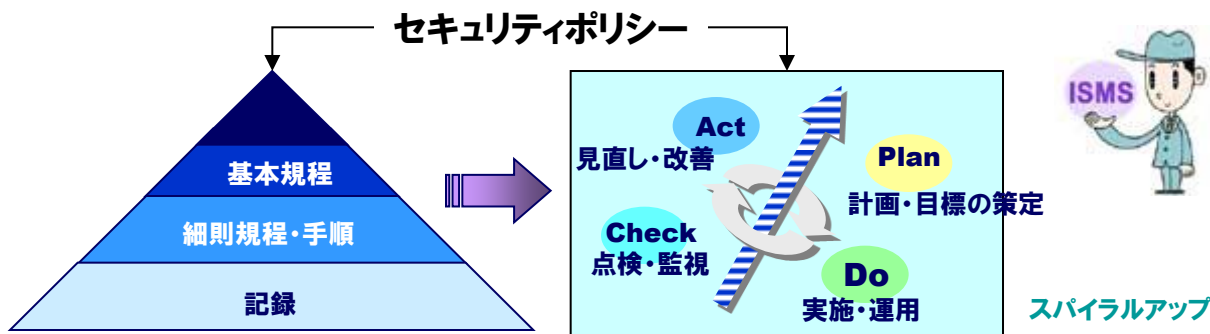 セキュリティポリシー
基本規程
細則規程・手順
記録
Act
見直し・改善
Plan
計画・目標の策定
Check
点検・監視
Do
実施・運用
ISMS
スパイラルアップ